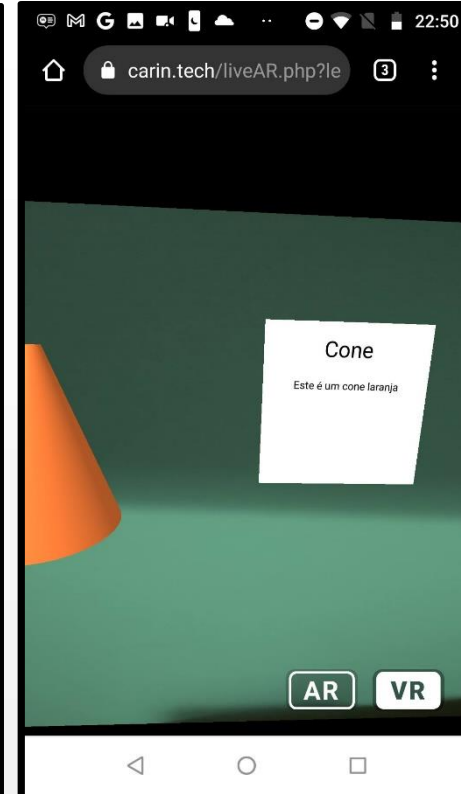 22:50
carin.tech/liveAR.php?le
3
Cone
Este é um cone laranja
AR
VR